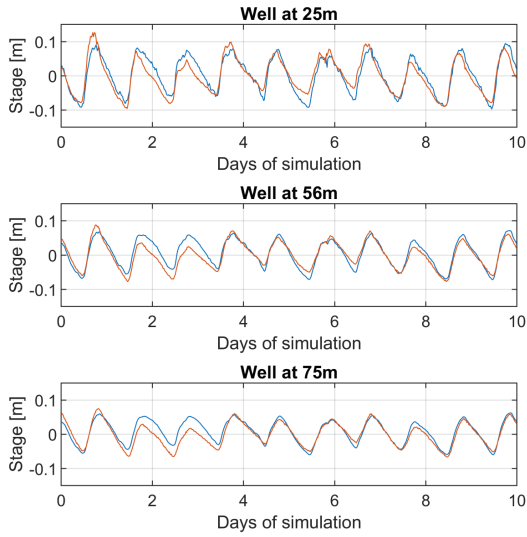 Well at 25m
Stage [m]
0.1
0
-0.1
0 2 4 6 8 10
Days of simulation
Well at 56m
Stage [m]
0.1
0
-0.1
0 2 4 6 8 10
Days of simulation
Well at 75m
Stage [m]
0.1
0
-0.1
0 2 4 6 8 10
Days of simulation